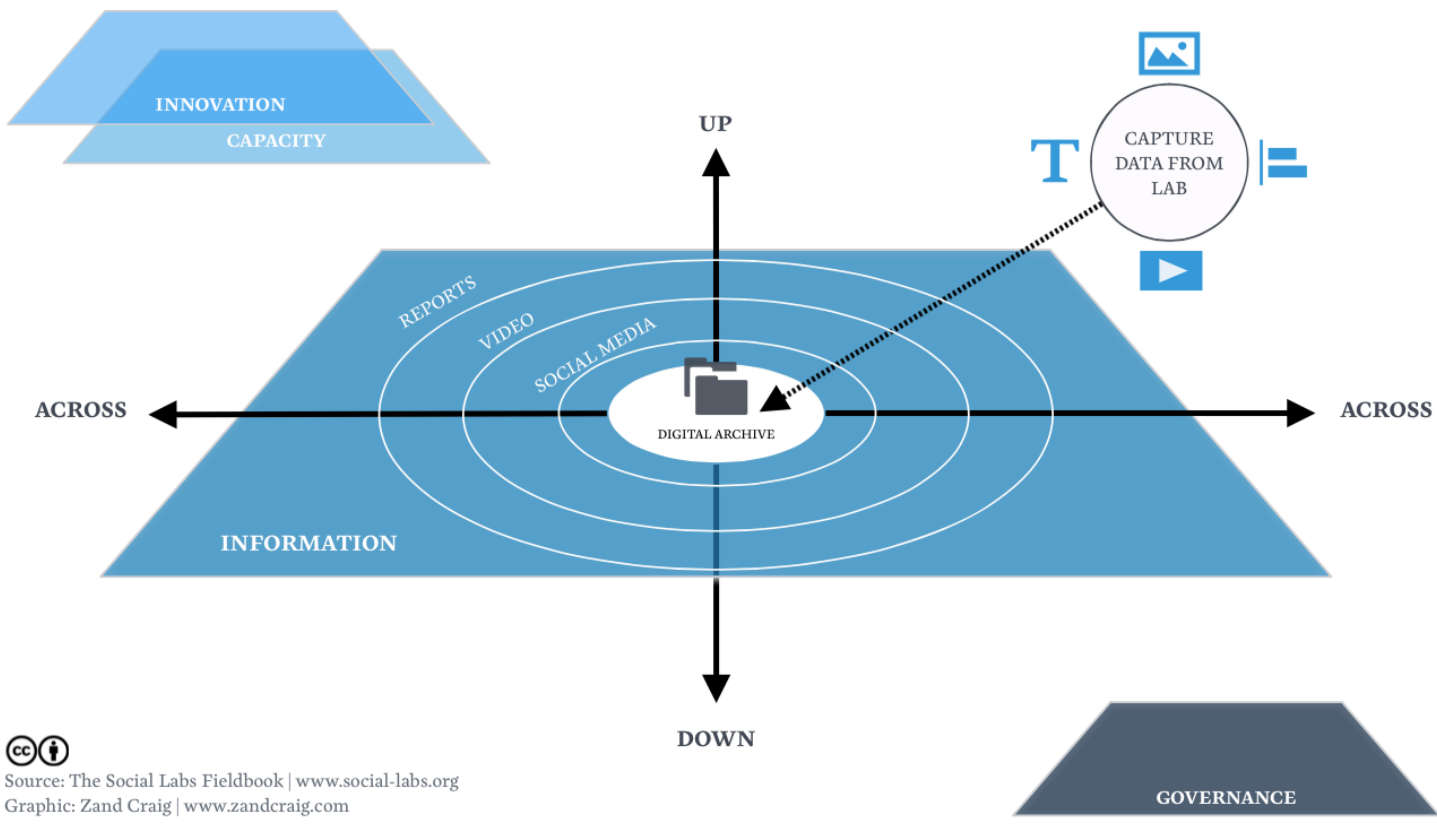 INNOVATION
CAPACITY
UP
CAPTURE
DATA FROM
LAB
T
REPORTS
VIDEO
SOCIAL MEDIA
ACROSS
ACROSS
DIGITAL ARCHIVE
INFORMATION
DOWN
cc
Source: The Social Labs Fieldbook | www.social-labs.org
Graphic: Zand Craig | www.zandcraig.com
GOVERNANCE